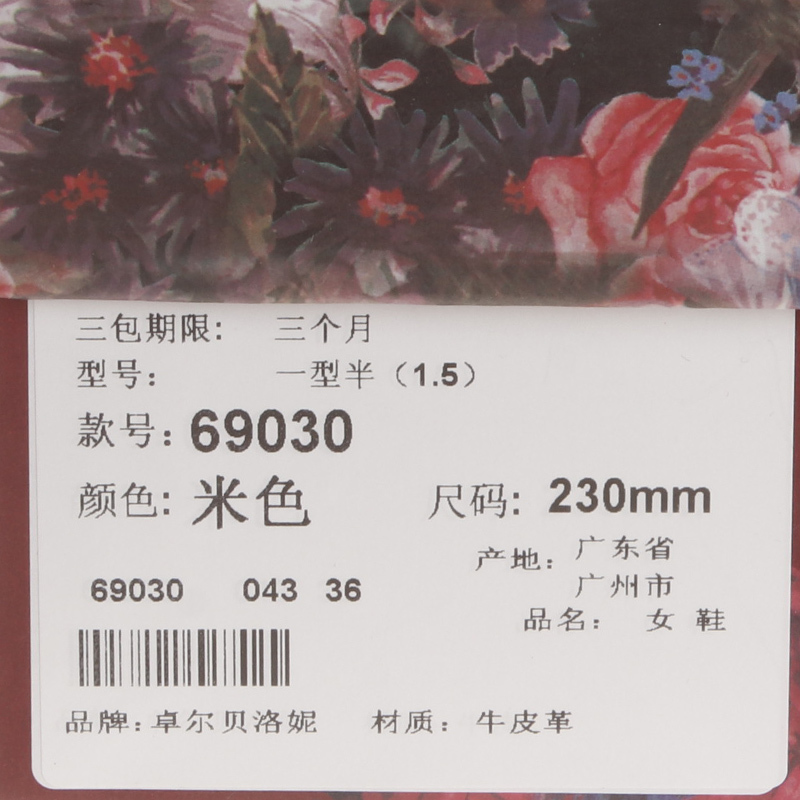 三包期限: 三个月
型号: 一型半（1.5）
款号: 69030
颜色: 米色 尺码: 230mm
产地: 广东省
广州市
69030 043 36
品名: 女 鞋
品牌: 卓尔贝洛妮 材质: 牛皮革